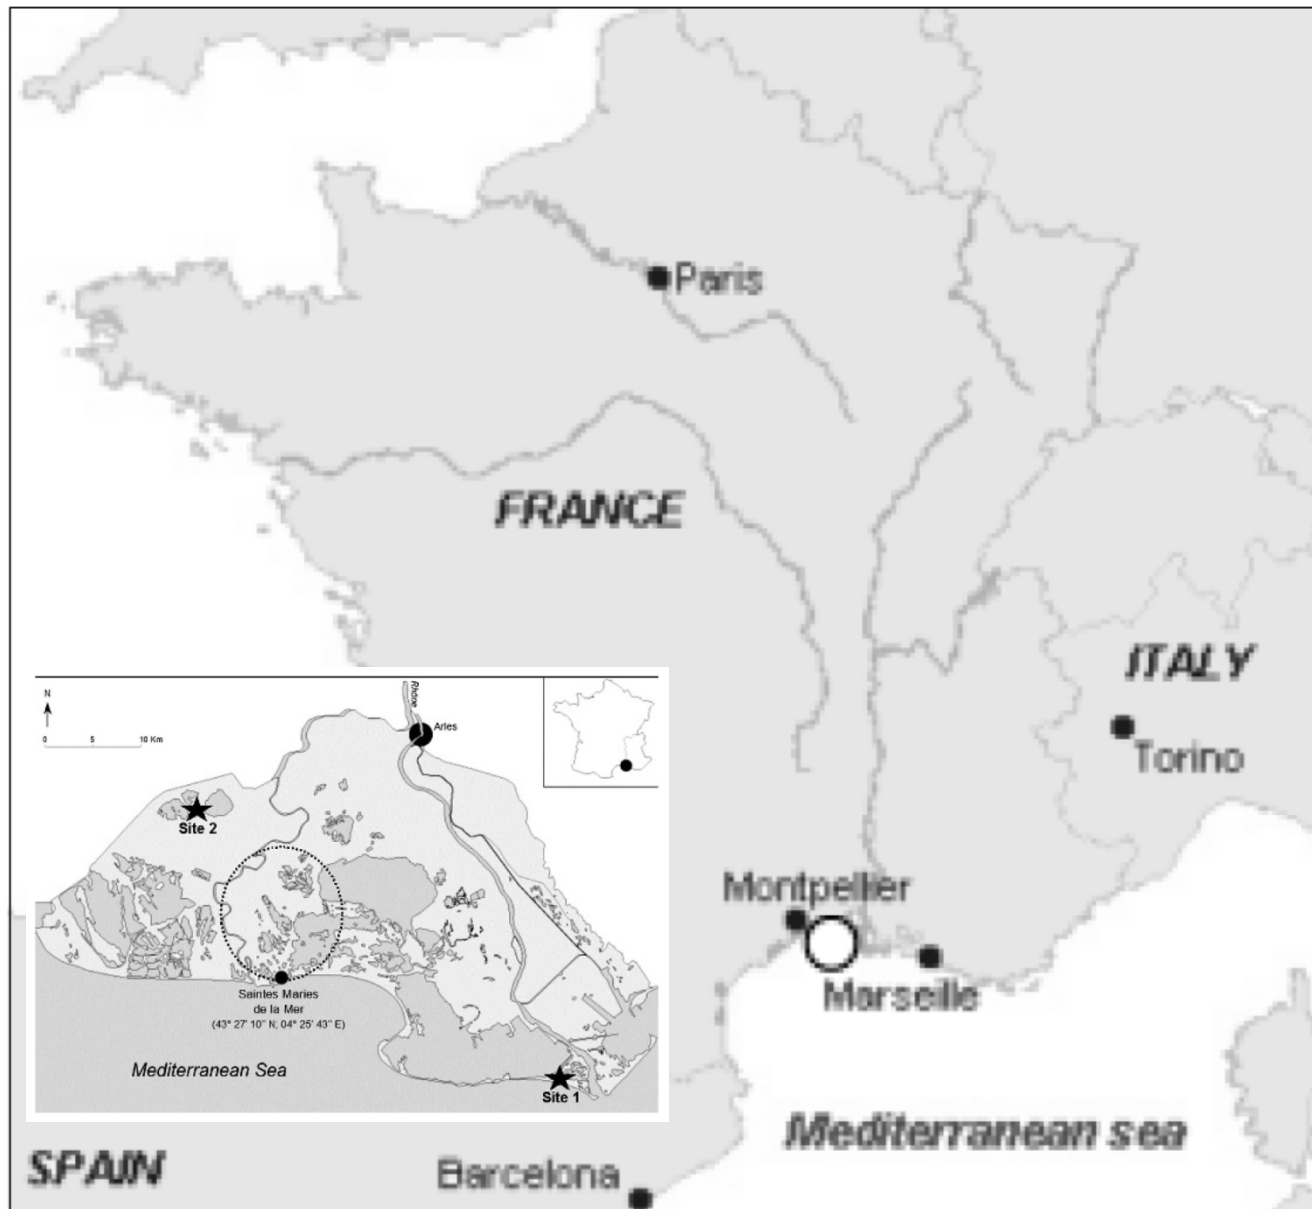 Paris
FRANCE
ITALY
Torino
Montpellier
Marseille
Mediterranean sea
SPAIN
Barcelona
N
0 5 10 Km
Rhône
Arles
Site 2
Saintes Maries
de la Mer
(43° 27' 10'' N; 04° 25' 43'' E)
Mediterranean Sea
Site 1